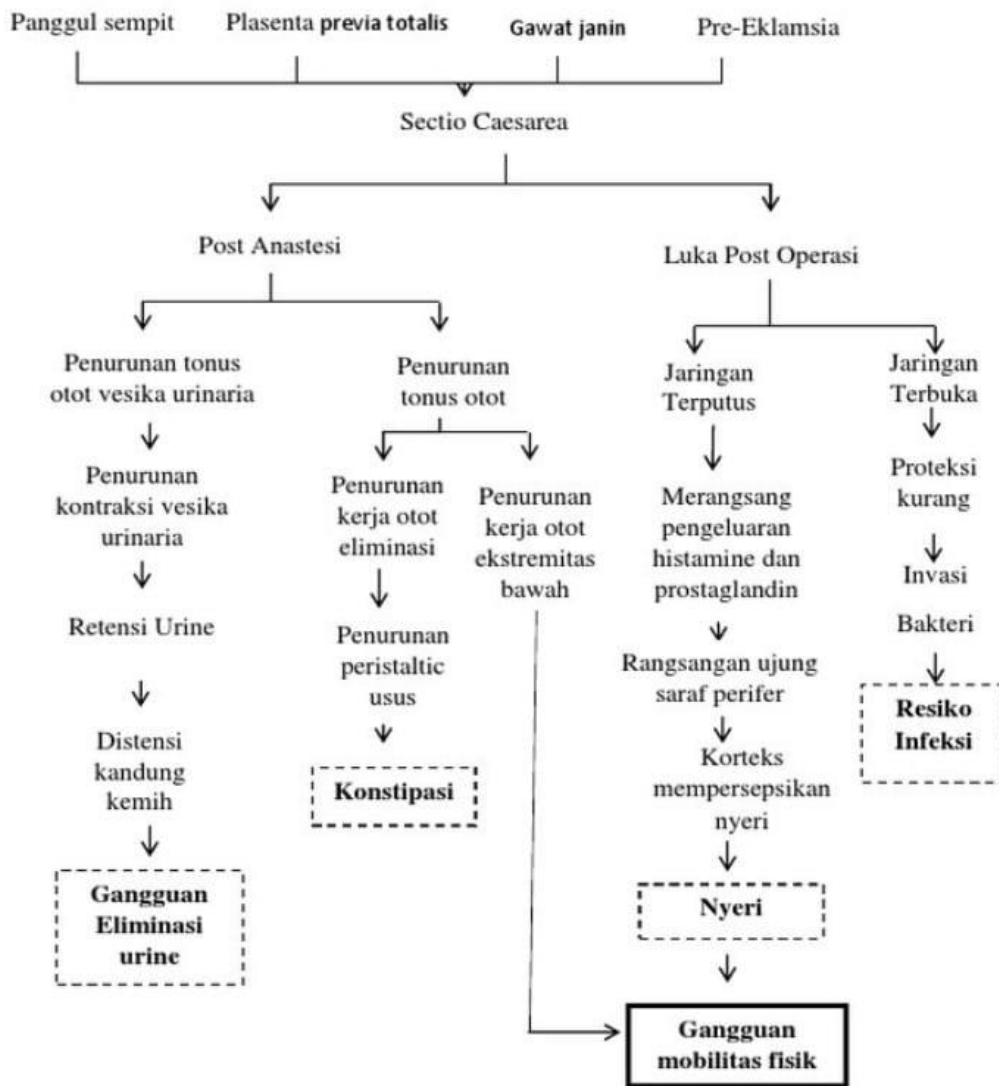 Panggul sempit
Plasenta previa totalis
Gawat janin
Pre-Eklamsia
Sectio Caesarea
Post Anastesi
Luka Post Operasi
Penurunan tonus
otot vesika urinaria
Penurunan
tonus otot
Jaringan
Terputus
Jaringan
Terbuka
Penurunan
kontraksi vesika
urinaria
Penurunan
kerja otot
eliminasi
Penurunan
kerja otot
ekstremitas
bawah
Merangsang
pengeluaran
histamine dan
prostaglandin
Proteksi
kurang
Invasi
Bakteri
Retensi Urine
Penurunan
peristaltic
usus
Rangsangan ujung
saraf perifer
Resiko
Infeksi
Distensi
kandung
kemih
Konstipasi
Korteks
mempersepsikan
nyeri
Gangguan
Eliminasi
urine
Nyeri
Gangguan
mobilitas fisik